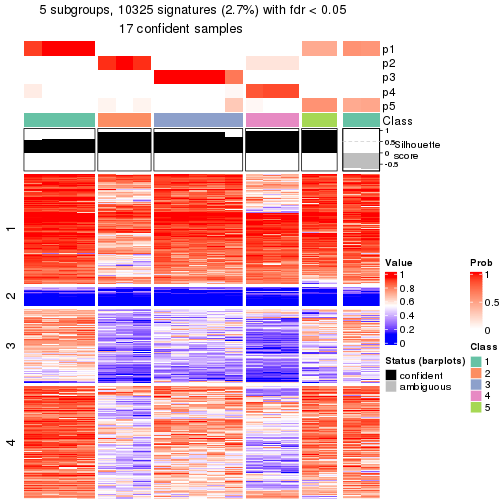 5 subgroups, 10325 signatures (2.7%) with fdr < 0.05
17 confident samples
p1
p2
p3
p4
p5
Class
1
0.5
0
-0.5
Silhouette
score
1
2
3
4
Value
1
0.8
0.6
0.4
0.2
0
Prob
1
0.5
0
Status (barplots)
confident
ambiguous
Class
1
2
3
4
5